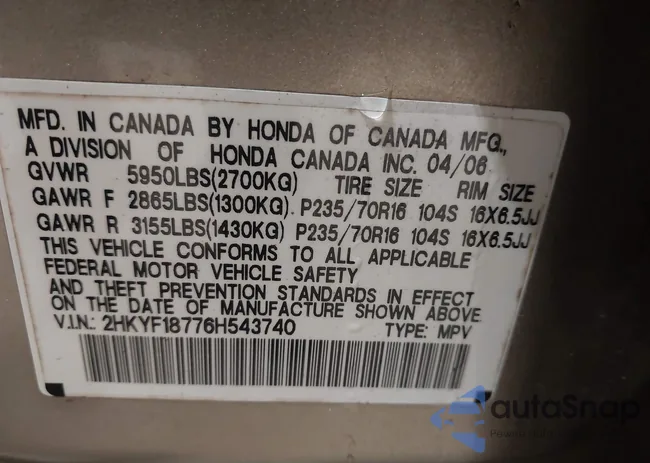 MFD. IN CANADA BY HONDA OF CANADA MFG.,
A DIVISION OF HONDA CANADA INC. 04/06
GVWR 5950LBS(2700KG) TIRE SIZE RIM SIZE
GAWR F 2865LBS(1300KG) P235/70R16 104S 16X6.5JJ
GAWR R 3155LBS(1430KG) P235/70R16 104S 16X6.5JJ
THIS VEHICLE CONFORMS TO ALL APPLICABLE
FEDERAL MOTOR VEHICLE SAFETY
AND THEFT PREVENTION STANDARDS IN EFFECT
ON THE DATE OF MANUFACTURE SHOWN ABOVE.
V.I.N.: 2HKYF18776H543740 TYPE: MPV
autoSnap